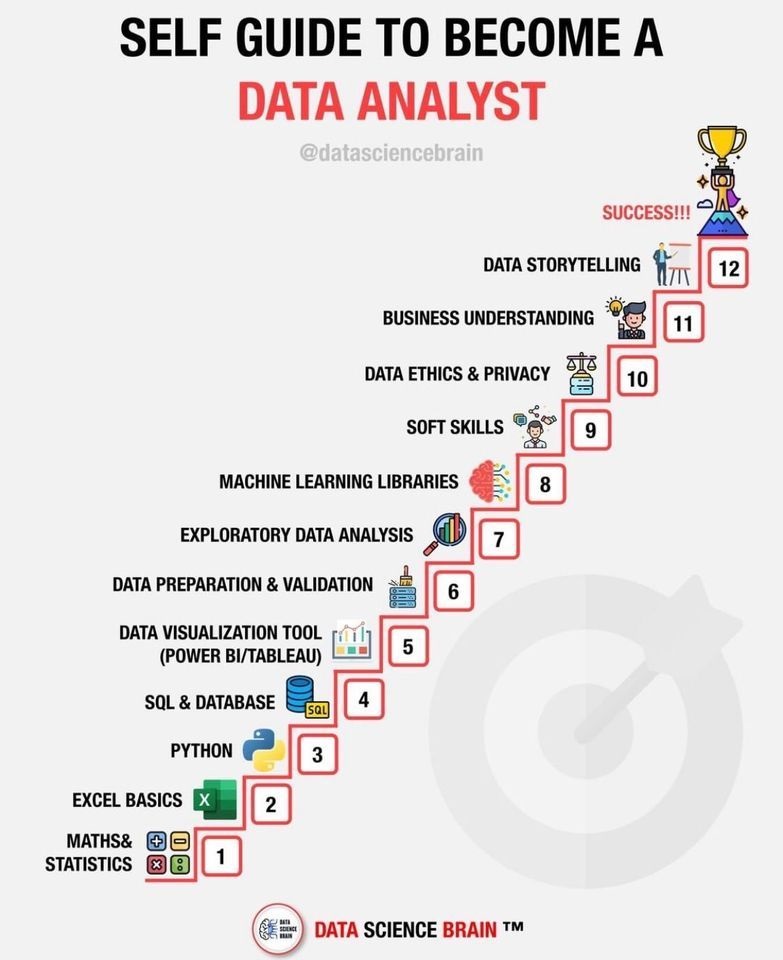 SELF GUIDE TO BECOME A
DATA ANALYST
@datasciencebrain
SUCCESS!!!
DATA STORYTELLING
12
BUSINESS UNDERSTANDING
11
DATA ETHICS & PRIVACY
10
SOFT SKILLS
9
MACHINE LEARNING LIBRARIES
8
EXPLORATORY DATA ANALYSIS
7
DATA PREPARATION & VALIDATION
6
DATA VISUALIZATION TOOL
(POWER BI/TABLEAU)
5
SQL & DATABASE
SQL
4
PYTHON
3
EXCEL BASICS
X
2
MATHS&
STATISTICS
1
DATA
SCIENCE
BRAIN
DATA SCIENCE BRAIN ™